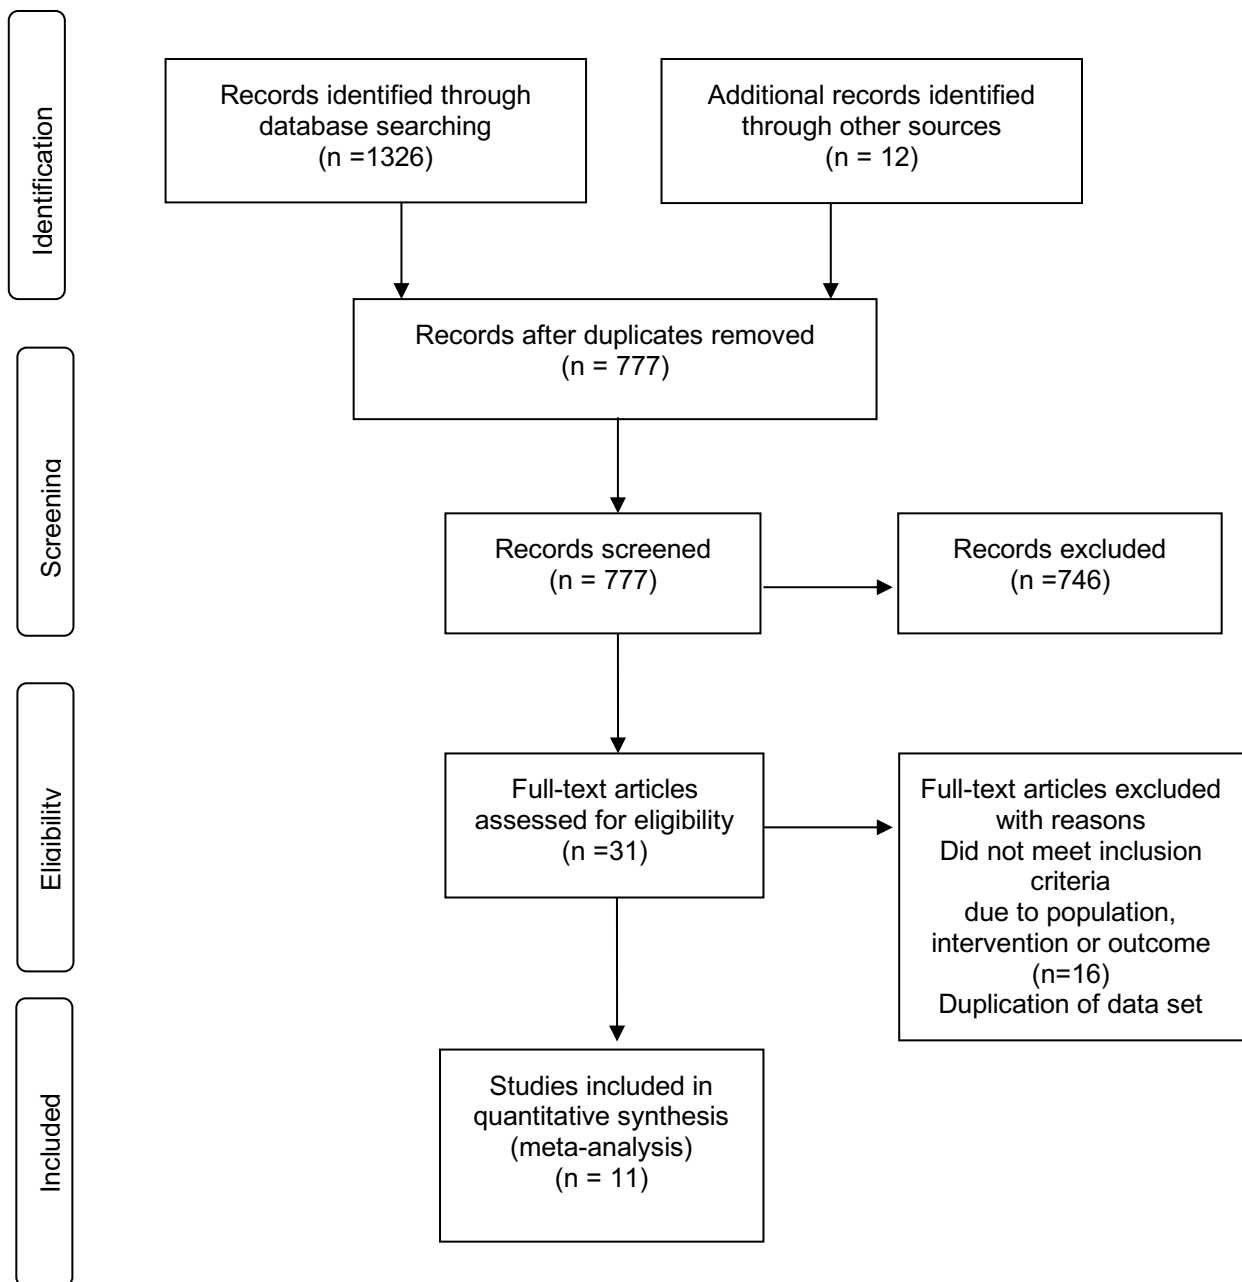 Identification
Records identified through
database searching
(n =1326)
Additional records identified
through other sources
(n = 12)
Records after duplicates removed
(n = 777)
Screening
Records screened
(n = 777)
Records excluded
(n =746)
Eligibility
Full-text articles
assessed for eligibility
(n =31)
Full-text articles excluded
with reasons
Did not meet inclusion
criteria
due to population,
intervention or outcome
(n=16)
Duplication of data set
Included
Studies included in
quantitative synthesis
(meta-analysis)
(n = 11)